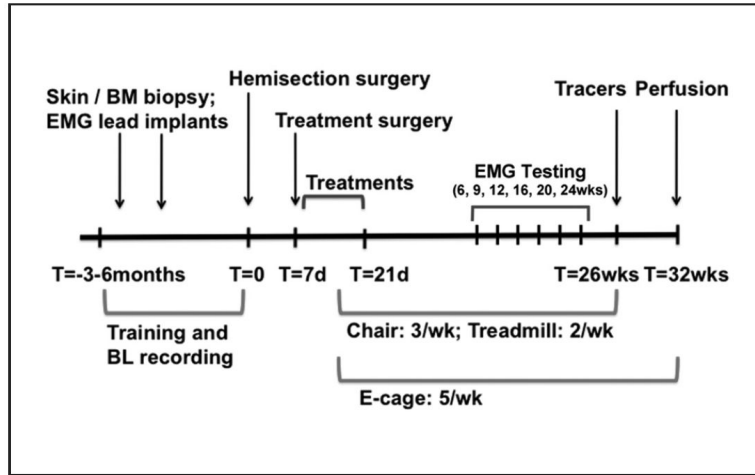 Hemisection surgery
Skin / BM biopsy;
EMG lead implants
Tracers Perfusion
Treatment surgery
Treatments
EMG Testing
(6, 9, 12, 16, 20, 24wks)
T=-3-6months
T=0
T=7d
T=21d
T=26wks
T=32wks
Training and
BL recording
Chair: 3/wk; Treadmill: 2/wk
E-cage: 5/wk